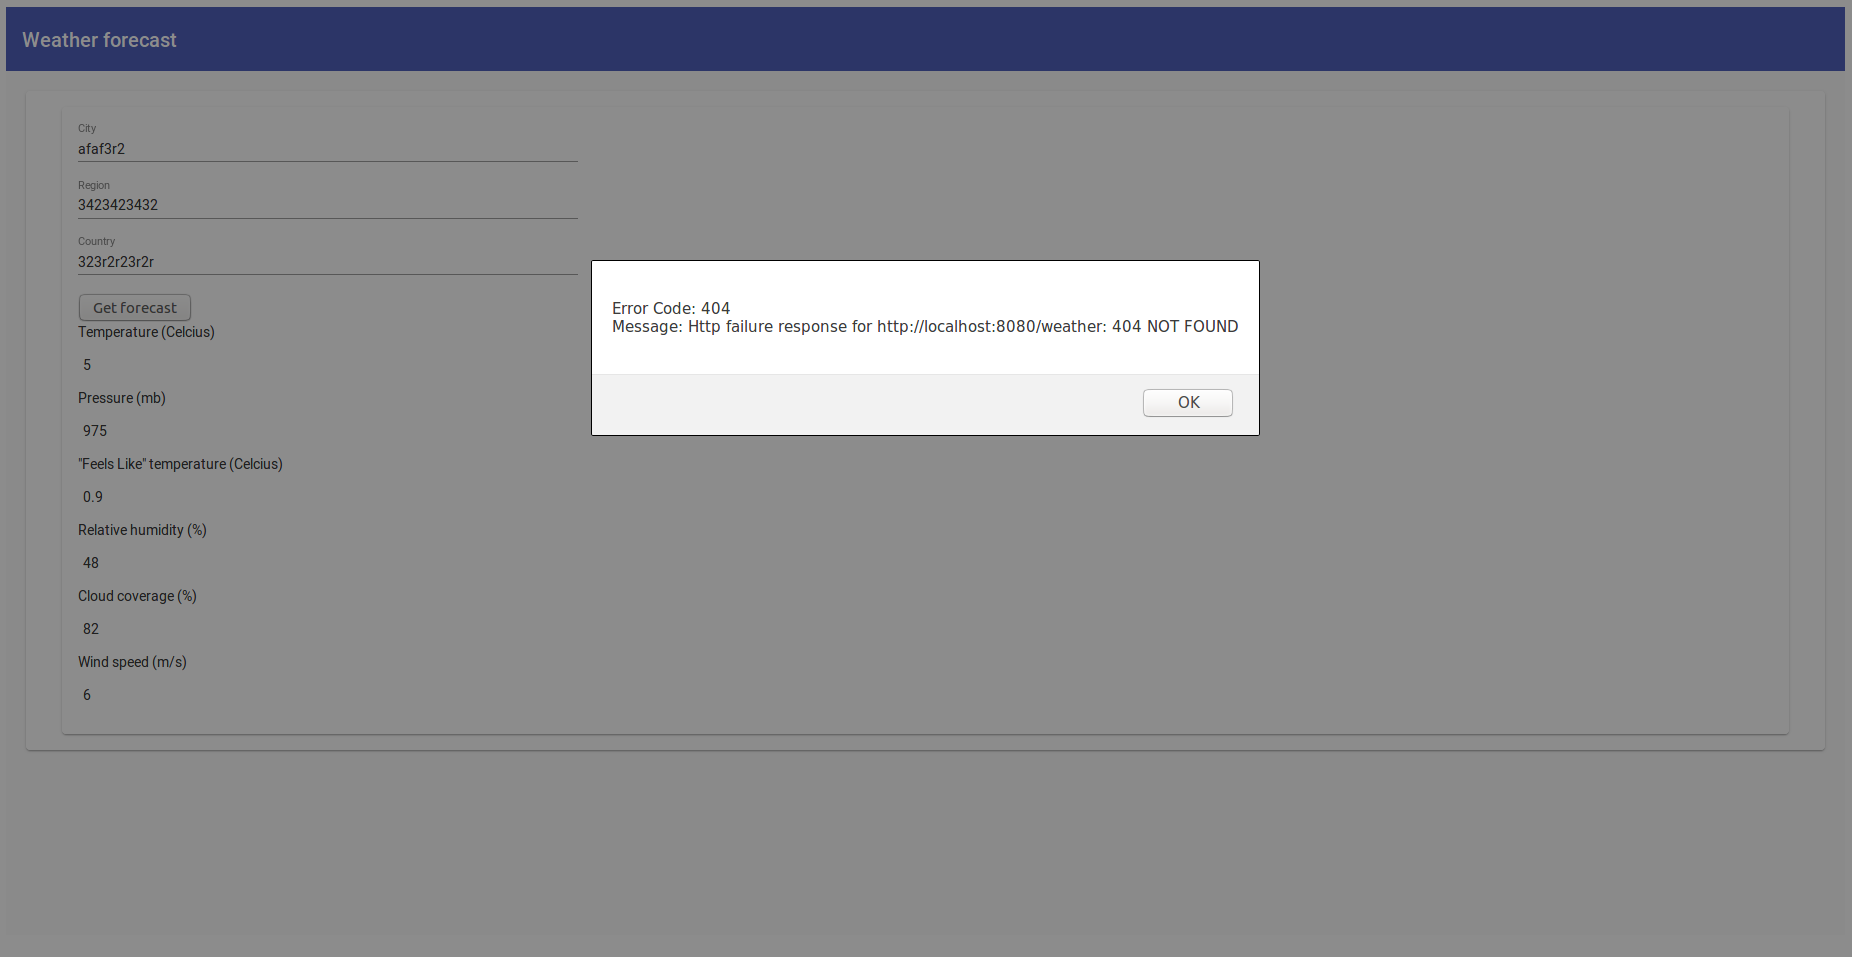 Weather forecast
City
afaf3r2
Region
3423423432
Country
323r2r23r2r
Get forecast
Temperature (Celcius)
5
Pressure (mb)
975
"Feels Like" temperature (Celcius)
0.9
Relative humidity (%)
48
Cloud coverage (%)
82
Wind speed (m/s)
6
Error Code: 404
Message: Http failure response for http://localhost:8080/weather: 404 NOT FOUND
OK